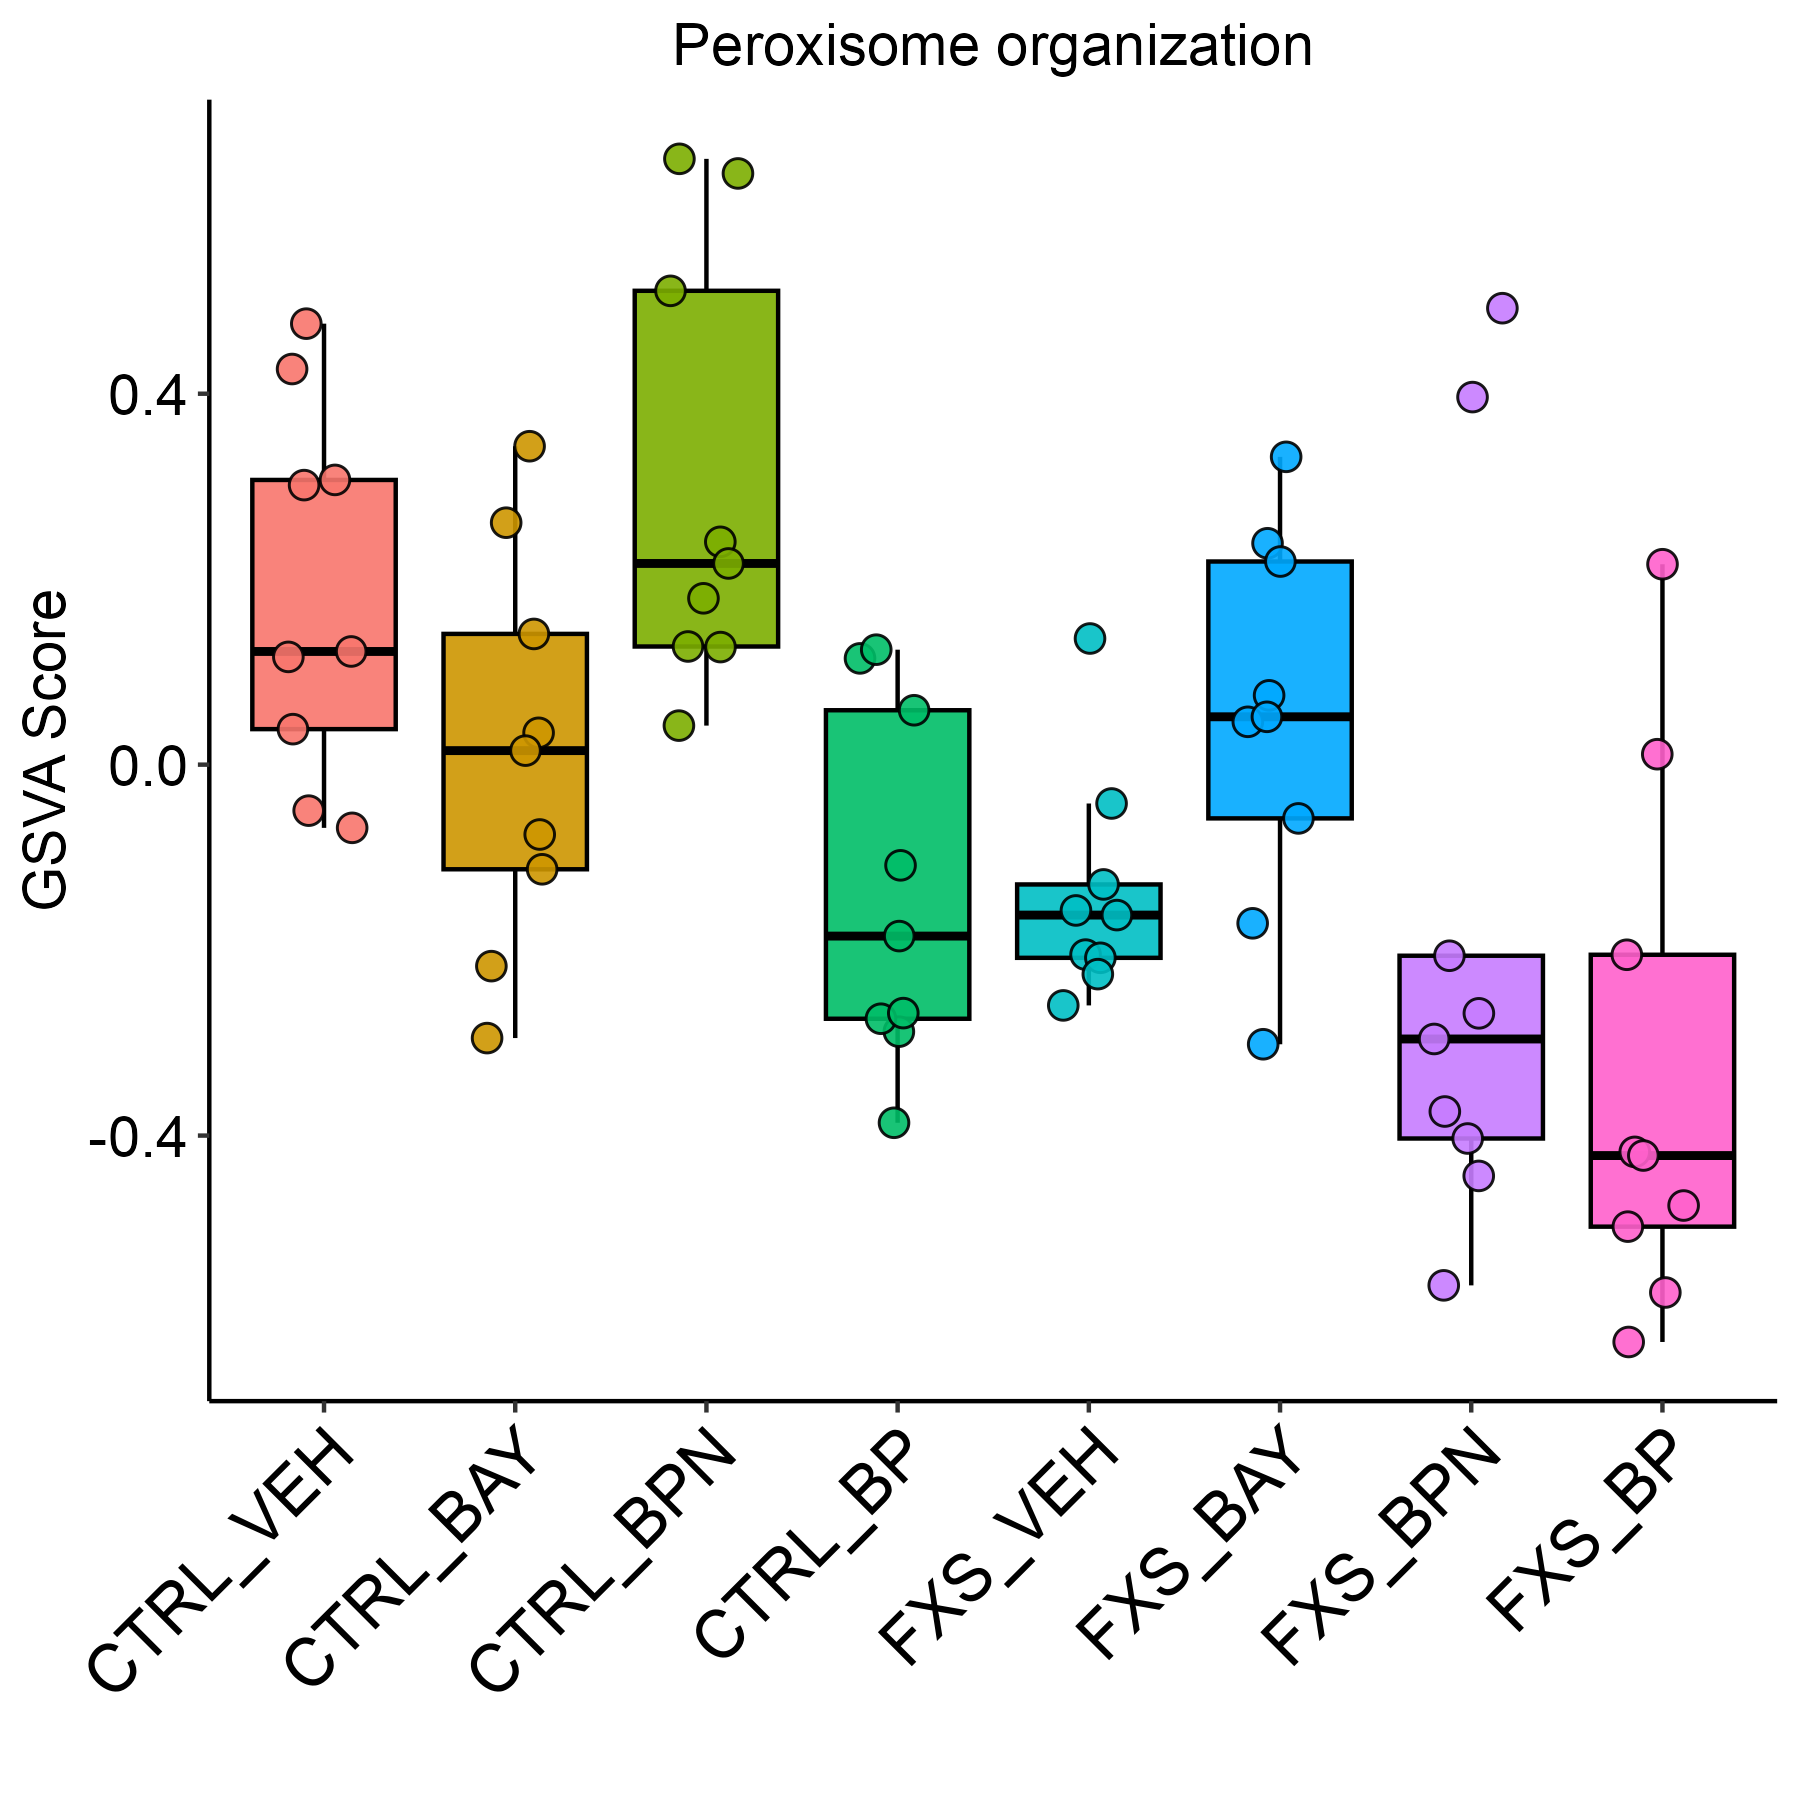 Peroxisome organization
GSVA Score
0.4
0.0
-0.4
CTRL_VEH
CTRL_BAY
CTRL_BPN
CTRL_BP
FXS_VEH
FXS_BAY
FXS_BPN
FXS_BP